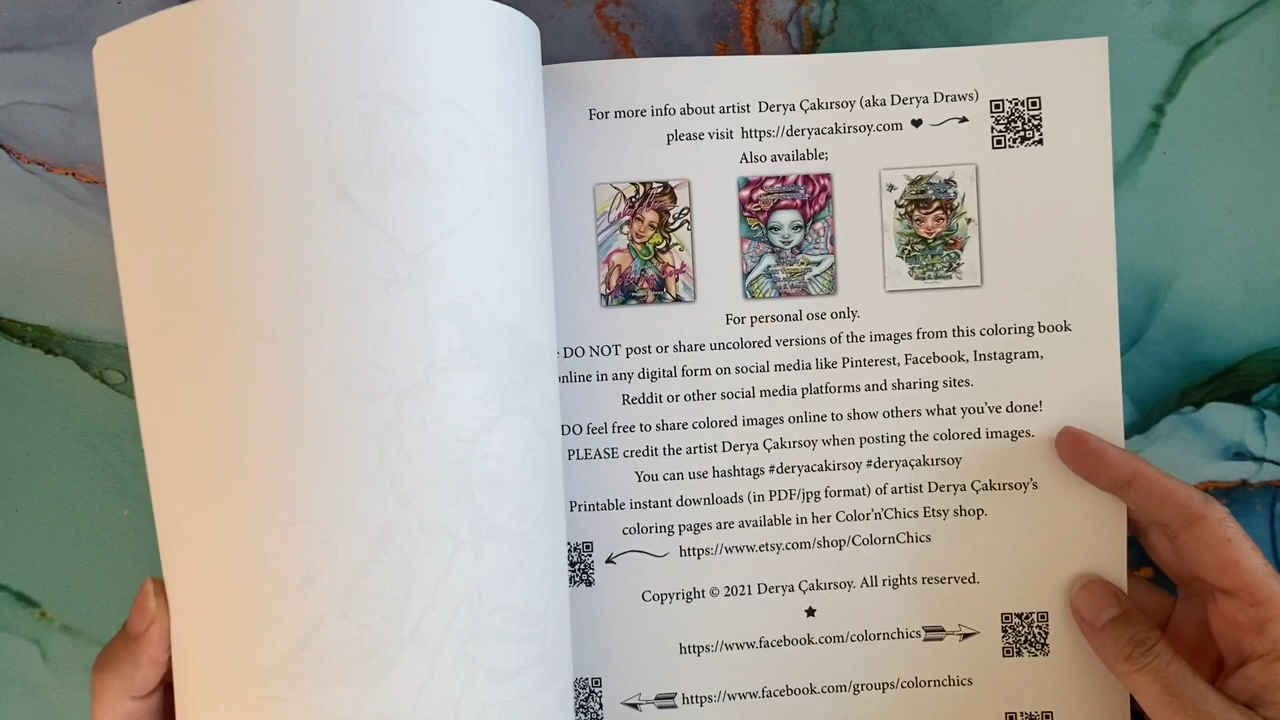 For more info about artist Derya Çakırsoy (aka Derya Draws)
please visit https://deryacakirsoy.com
Also available;
For personal use only.
DO NOT post or share uncolored versions of the images from this coloring book
online in any digital form on social media like Pinterest, Facebook, Instagram,
Reddit or other social media platforms and sharing sites.
DO feel free to share colored images online to show others what you've done!
PLEASE credit the artist Derya Çakırsoy when posting the colored images.
You can use hashtags #deryacakirsoy #deryaçakırsoy
Printable instant downloads (in PDF/jpg format) of artist Derya Çakırsoy's
coloring pages are available in her Color'n'Chics Etsy shop.
https://www.etsy.com/shop/ColornChics
Copyright © 2021 Derya Çakırsoy. All rights reserved.
https://www.facebook.com/colornchics
https://www.facebook.com/groups/colornchics